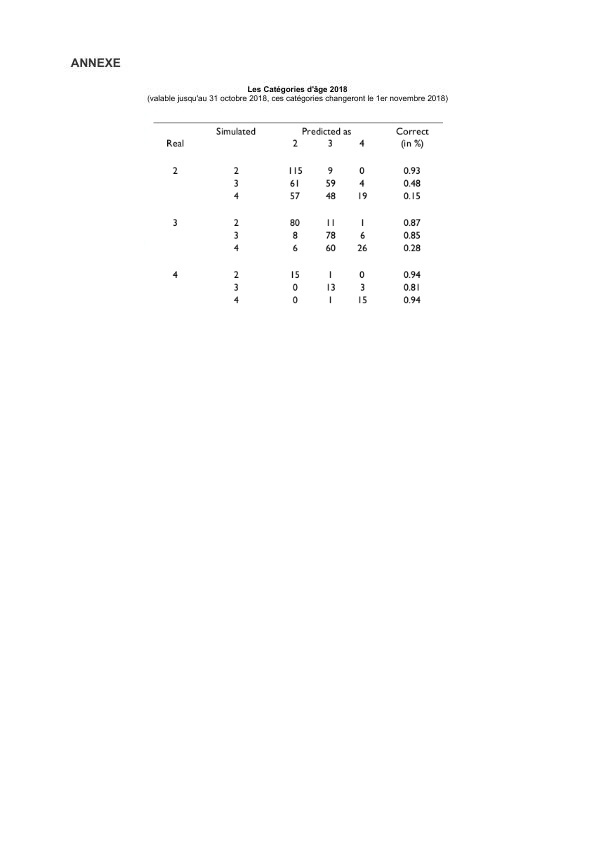 ANNEXE
Les Catégories d'âge 2018
(valable jusqu'au 31 octobre 2018, ces catégories changeront le 1er novembre 2018)
Simulated Predicted as Correct
Real 2 3 4 (in %)
2 2 115 9 0 0.93
3 61 59 4 0.48
4 57 48 19 0.15
3 2 80 11 1 0.87
3 8 78 6 0.85
4 6 60 26 0.28
4 2 15 1 0 0.94
3 0 13 3 0.81
4 0 1 15 0.94